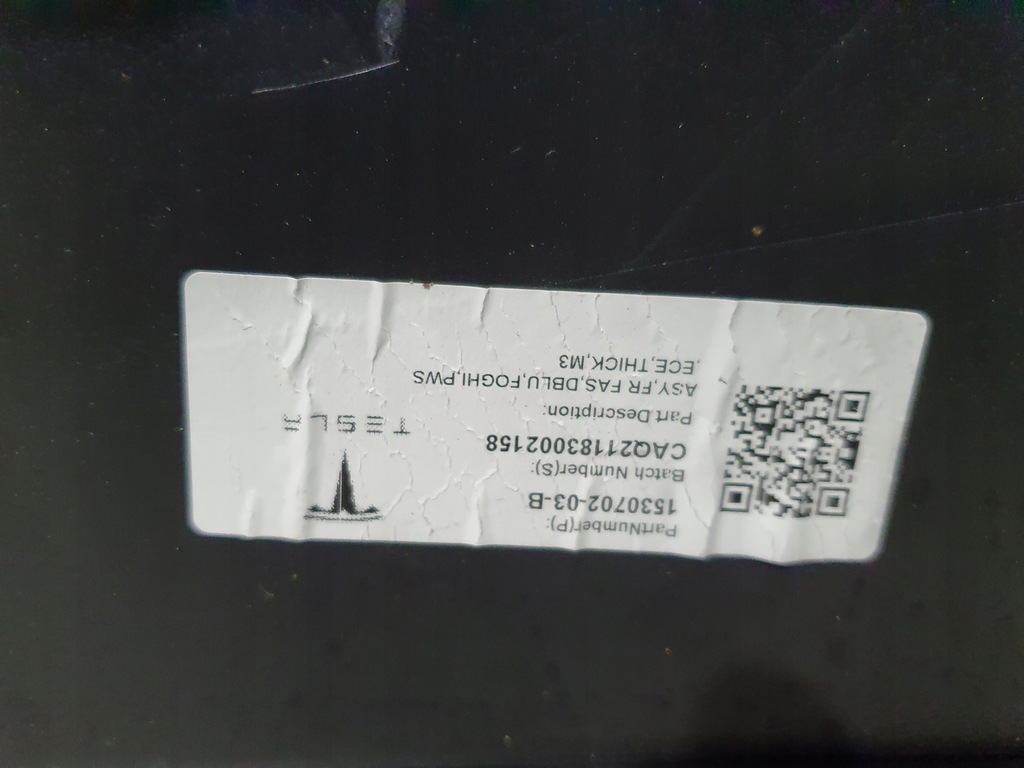 PartNumber(P):
1530702-03-B
Batch Number(S):
CAQ21183002158
Part Description:
ASY,FR FAS,DBLU,FOGHI,PWS
,ECE,THICK,M3
TESLA